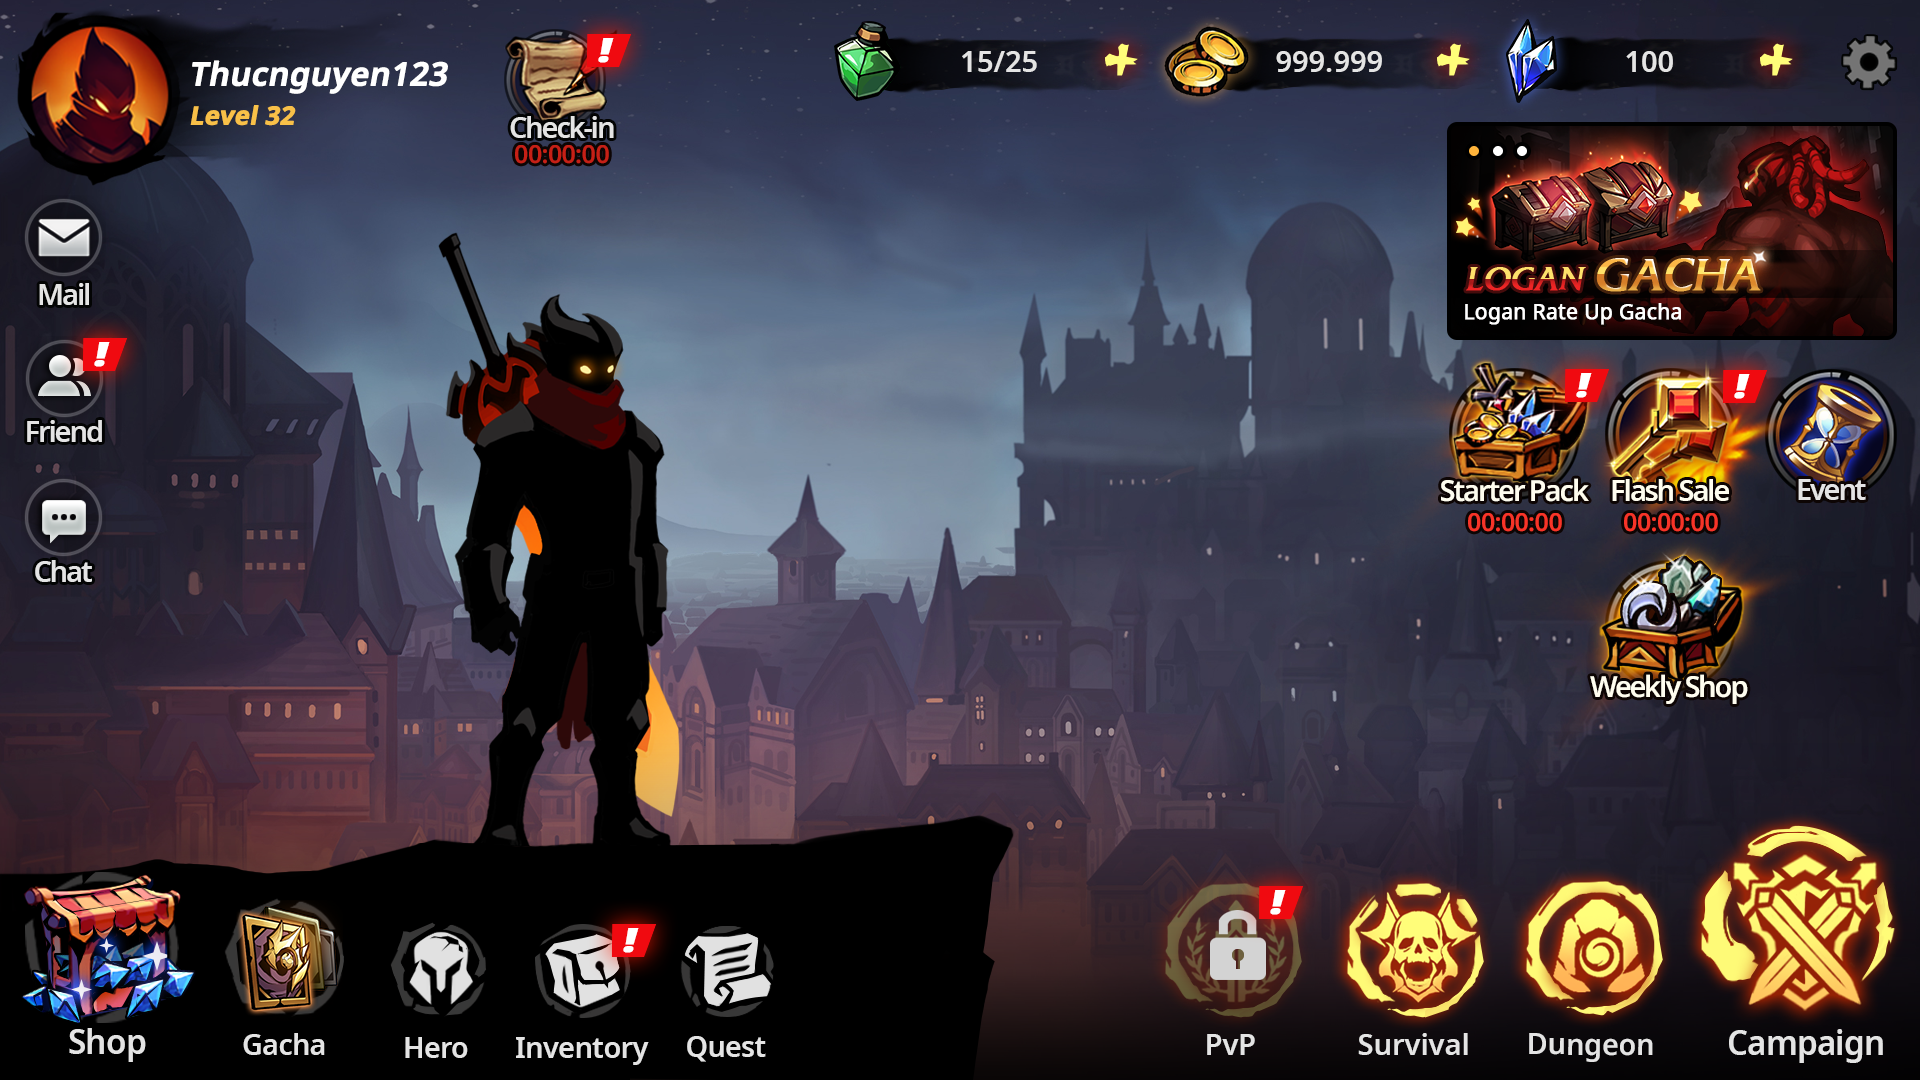 Thucnguyen123
Level 32
Check-in
00:00:00
15/25
999.999
100
LOGAN GACHA
Logan Rate Up Gacha
Mail
Friend
Chat
Starter Pack
00:00:00
Flash Sale
00:00:00
Event
Weekly Shop
Shop
Gacha
Hero
Inventory
Quest
PvP
Survival
Dungeon
Campaign